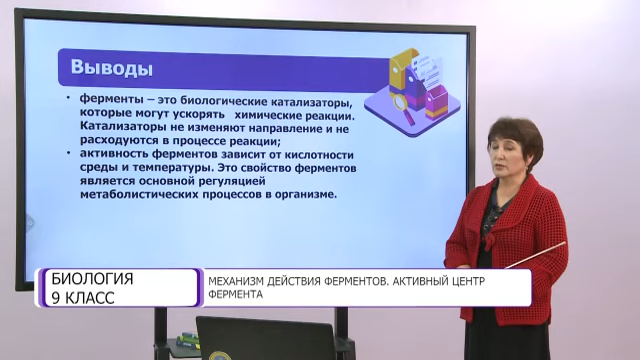 Выводы
• ферменты – это биологические катализаторы,
которые могут ускорять химические реакции.
Катализаторы не изменяют направление и не
расходуются в процессе реакции;
• активность ферментов зависит от кислотности
среды и температуры. Это свойство ферментов
является основной регуляцией
метаболистических процессов в организме.
БИОЛОГИЯ
9 КЛАСС
МЕХАНИЗМ ДЕЙСТВИЯ ФЕРМЕНТОВ. АКТИВНЫЙ ЦЕНТР
ФЕРМЕНТА